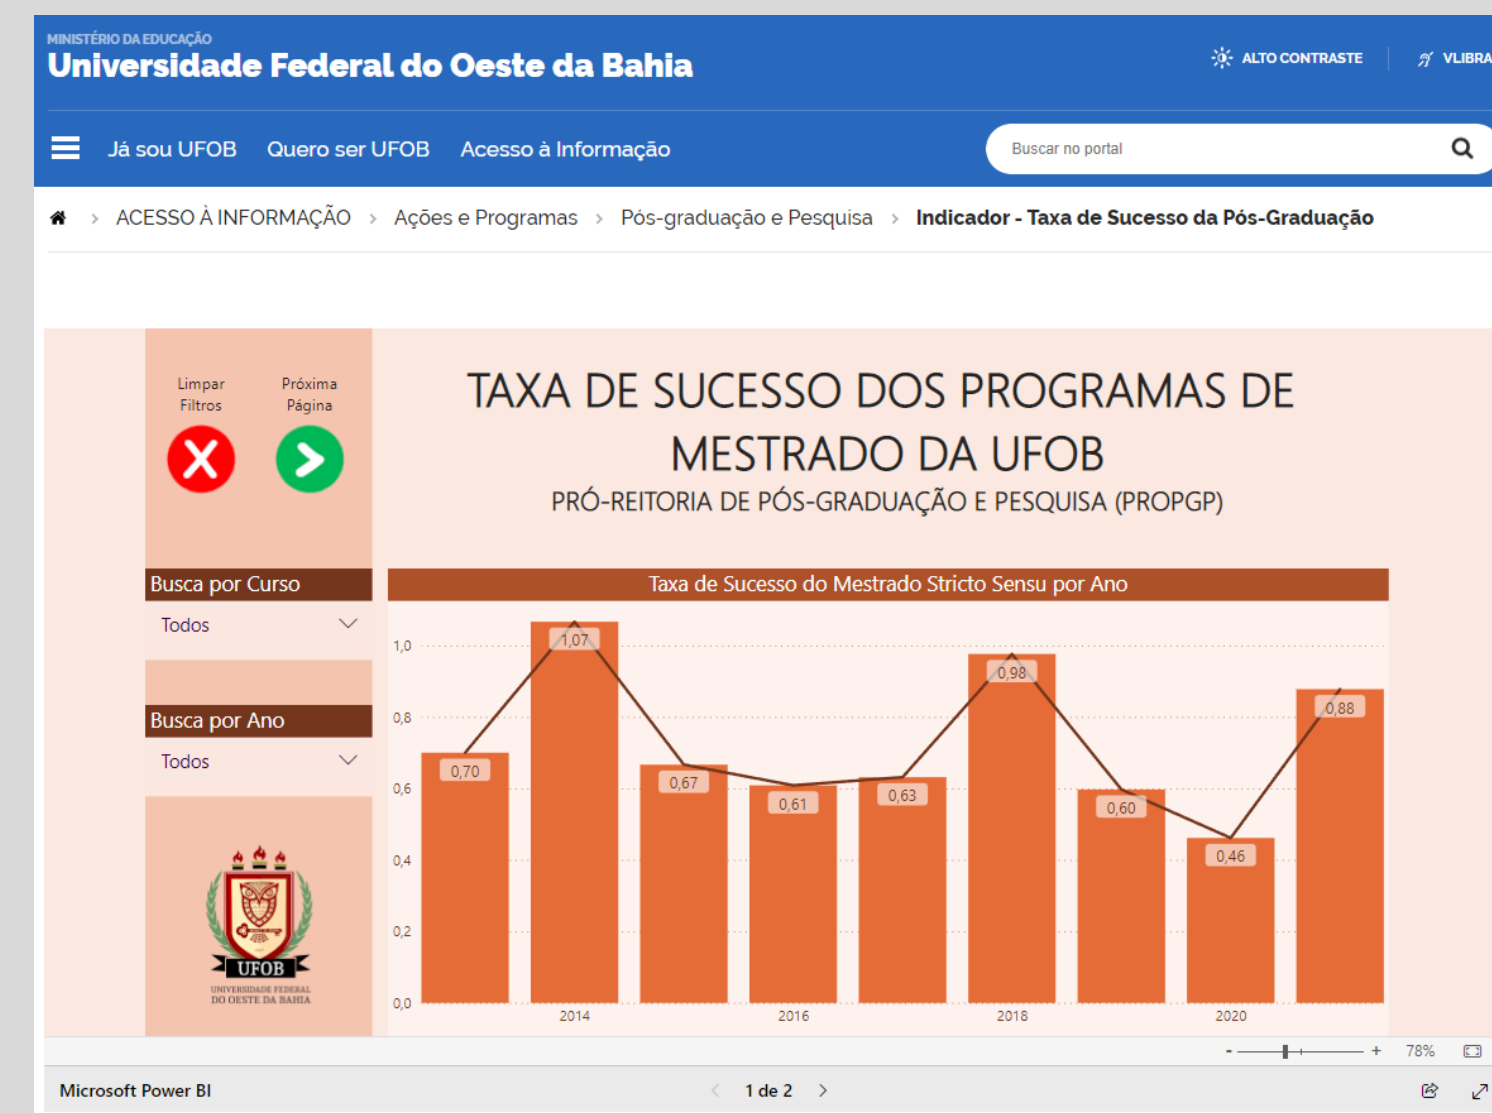 MINISTÉRIO DA EDUCAÇÃO
Universidade Federal do Oeste da Bahia
ALTO CONTRASTE
VLIBRA
Já sou UFOB Quero ser UFOB Acesso à Informação
Buscar no portal
ACESSO À INFORMAÇÃO > Ações e Programas > Pós-graduação e Pesquisa > Indicador - Taxa de Sucesso da Pós-Graduação
Limpar
Filtros
Próxima
Página
TAXA DE SUCESSO DOS PROGRAMAS DE
MESTRADO DA UFOB
PRÓ-REITORIA DE PÓS-GRADUAÇÃO E PESQUISA (PROPGP)
Busca por Curso
Todos
Busca por Ano
Todos
UFOB
UNIVERSIDADE FEDERAL
DO OESTE DA BAHIA
Taxa de Sucesso do Mestrado Stricto Sensu por Ano
1,0
0,8
0,6
0,4
0,2
0,0
0,70
1,07
0,67
0,61
0,63
0,98
0,60
0,46
0,88
2014
2016
2018
2020
- + 78%
Microsoft Power BI
< 1 de 2 >